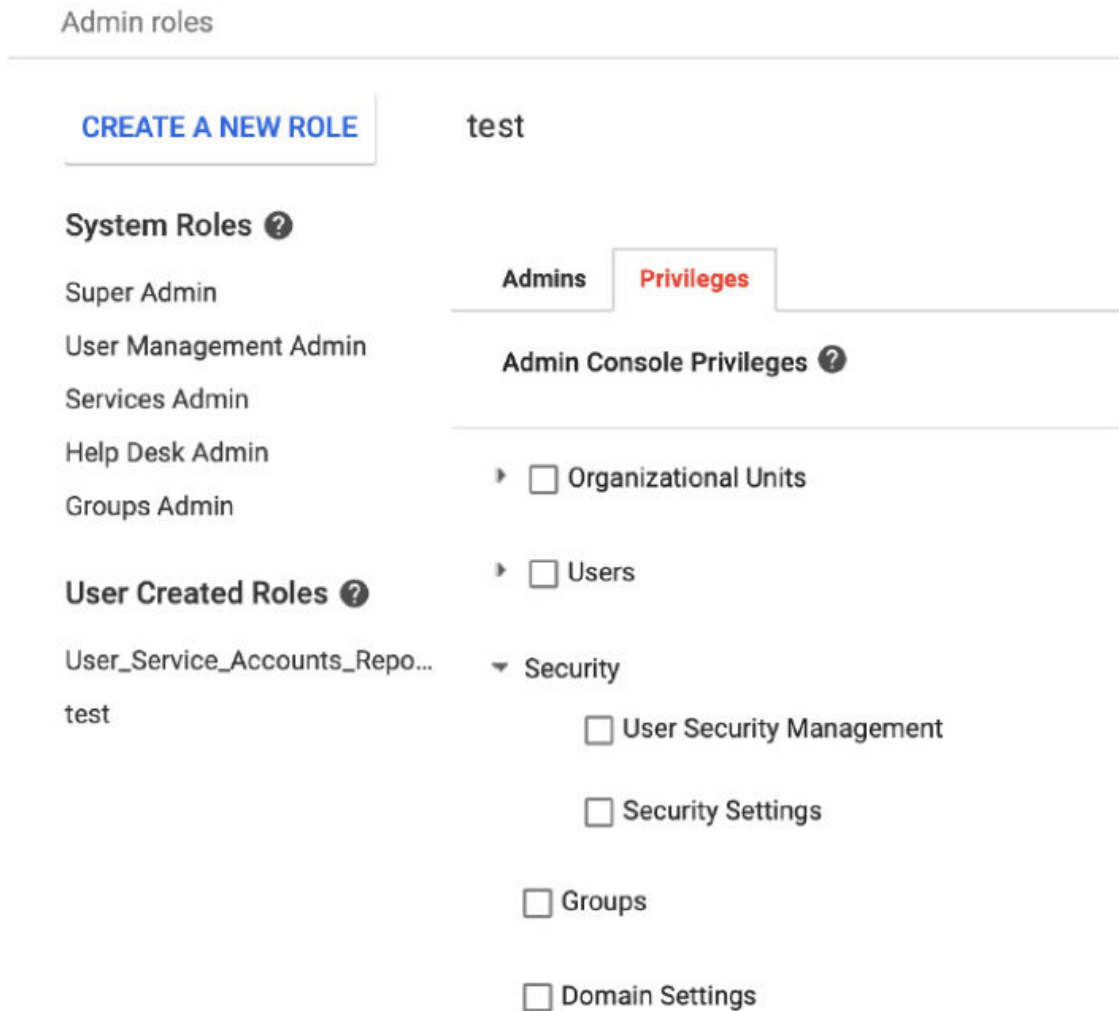 Admin roles
CREATE A NEW ROLE
System Roles
Super Admin
User Management Admin
Services Admin
Help Desk Admin
Groups Admin
User Created Roles
User_Service_Accounts_Repo...
test
test
Admins
Privileges
Admin Console Privileges
Organizational Units
Users
Security
User Security Management
Security Settings
Groups
Domain Settings